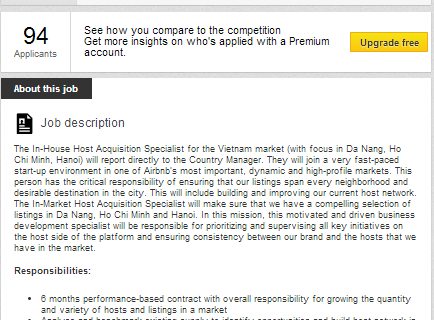 94
Applicants
See how you compare to the competition
Get more insights on who's applied with a Premium
account.
Upgrade free
About this job
Job description
The In-House Host Acquisition Specialist for the Vietnam market (with focus in Da Nang, Ho
Chi Minh, Hanoi) will report directly to the Country Manager. They will join a very fast-paced
start-up environment in one of Airbnb's most important, dynamic and high-profile markets. This
person has the critical responsibility of ensuring that our listings span every neighborhood and
desirable destination in the city. This will include building and improving our current host network.
The In-Market Host Acquisition Specialist will make sure that we have a compelling selection of
listings in Da Nang, Ho Chi Minh and Hanoi. In this mission, this motivated and driven business
development specialist will be responsible for prioritizing and supervising all key initiatives on
the host side of the platform and ensuring consistency between our brand and the hosts that we
have in the market.
Responsibilities:
• 6 months performance-based contract with overall responsibility for growing the quantity
and variety of hosts and listings in a market